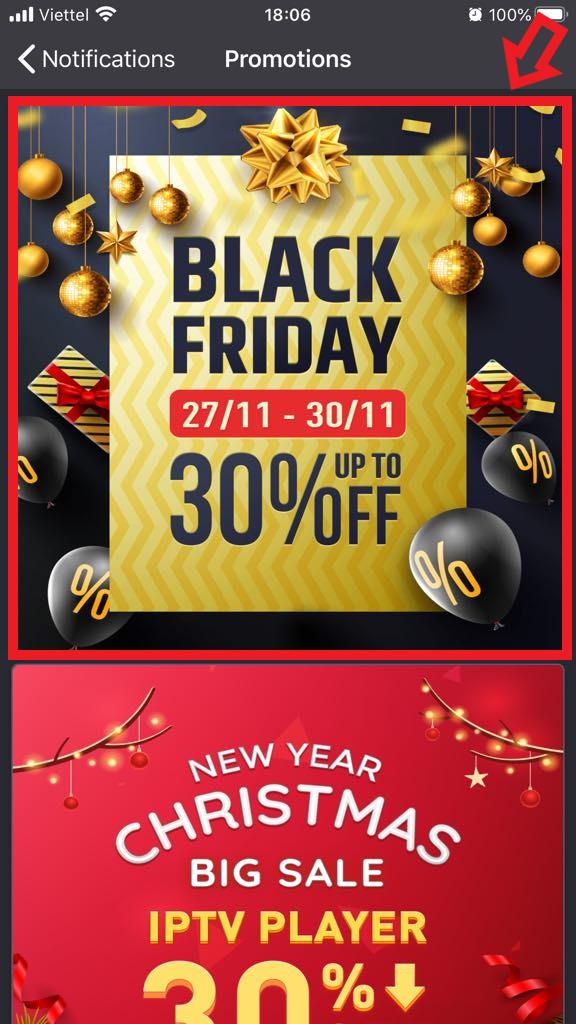 Viettel 18:06 100%
Notifications Promotions
BLACK
FRIDAY
27/11 - 30/11
30% UP TO
OFF
%
%
%
%
NEW YEAR
CHRISTMAS
BIG SALE
IPTV PLAYER
30%